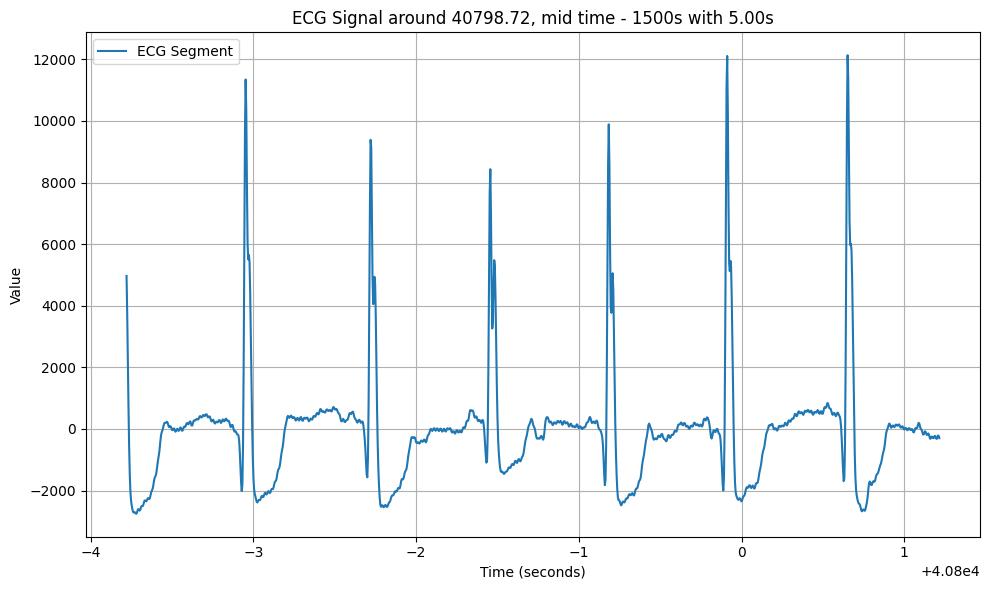 ECG Signal around 40798.72, mid time - 1500s with 5.00s
ECG Segment
12000
10000
8000
6000
4000
2000
0
−2000
Value
−4 −3 −2 −1 0 1
Time (seconds)
+4.08e4